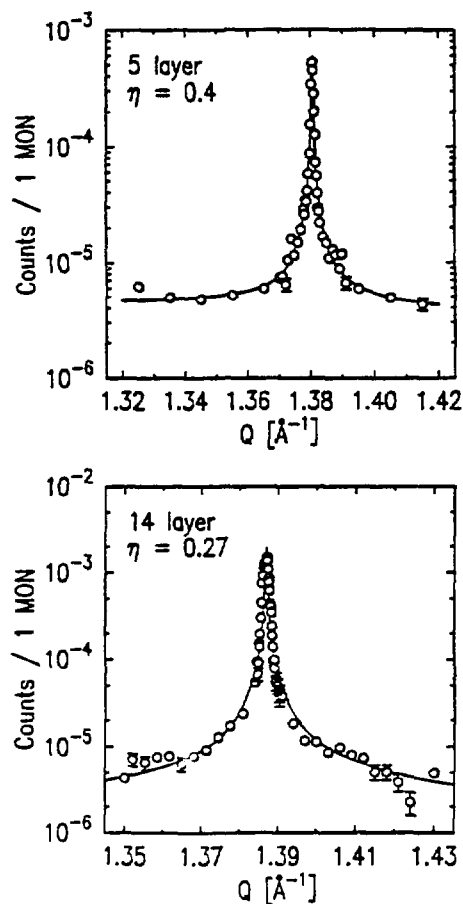 10⁻³
5 layer
η = 0.4
10⁻⁴
10⁻⁵
10⁻⁶
Counts / 1 MON
1.32 1.34 1.36 1.38 1.40 1.42
Q [Å⁻¹]
10⁻²
14 layer
η = 0.27
10⁻³
10⁻⁴
10⁻⁵
10⁻⁶
Counts / 1 MON
1.35 1.37 1.39 1.41 1.43
Q [Å⁻¹]